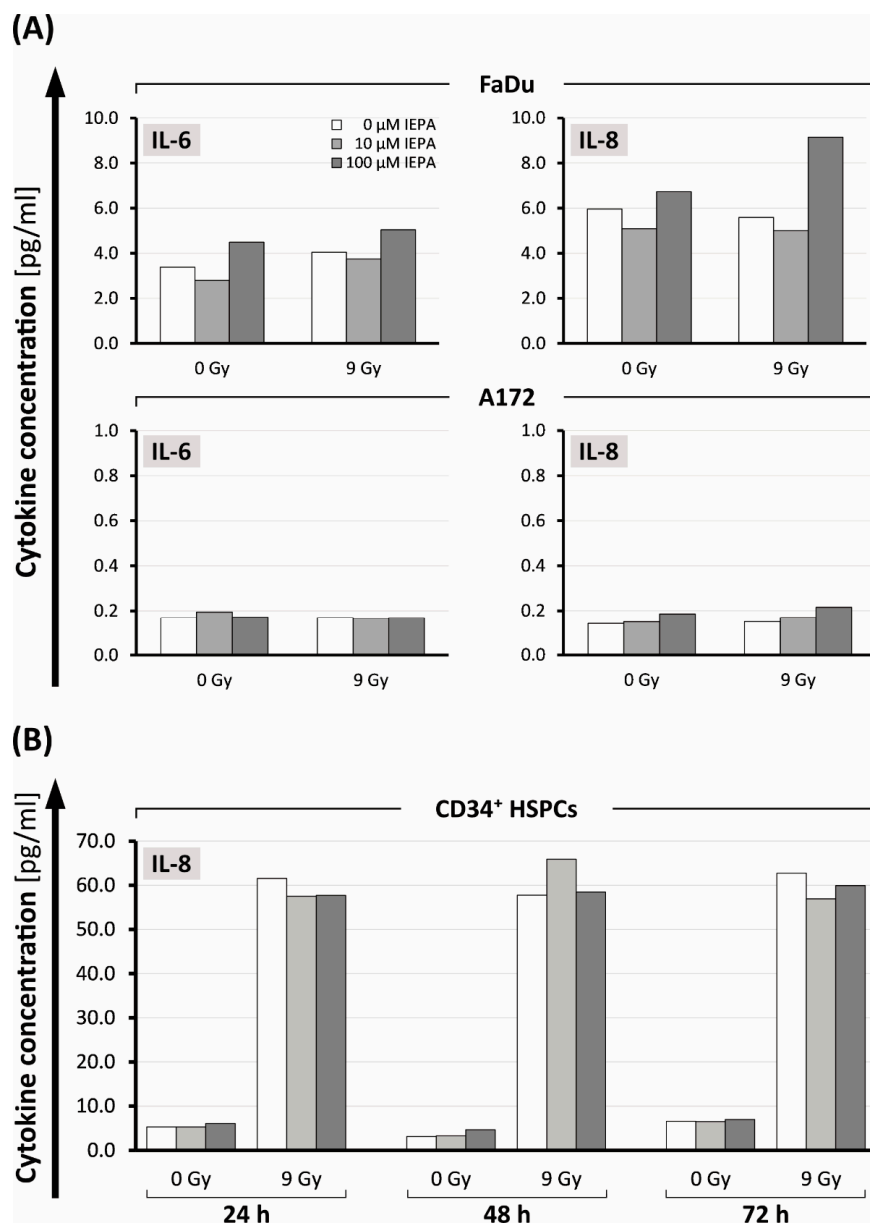 (A)
Cytokine concentration [pg/ml]
FaDu
IL-6
0 µM IEPA
10 µM IEPA
100 µM IEPA
10.0
8.0
6.0
4.0
2.0
0.0
0 Gy 9 Gy
IL-8
10.0
8.0
6.0
4.0
2.0
0.0
0 Gy 9 Gy
A172
IL-6
1.0
0.8
0.6
0.4
0.2
0.0
0 Gy 9 Gy
IL-8
1.0
0.8
0.6
0.4
0.2
0.0
0 Gy 9 Gy
(B)
Cytokine concentration [pg/ml]
CD34⁺ HSPCs
IL-8
70.0
60.0
50.0
40.0
30.0
20.0
10.0
0.0
0 Gy 9 Gy 0 Gy 9 Gy 0 Gy 9 Gy
24 h 48 h 72 h